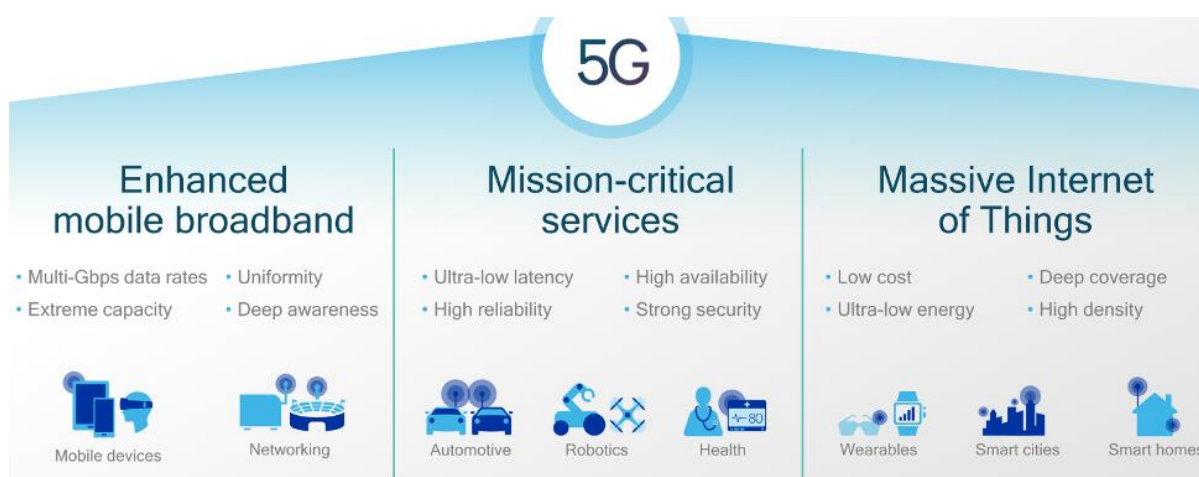 5G
Enhanced
mobile broadband
• Multi-Gbps data rates • Uniformity
• Extreme capacity • Deep awareness
Mobile devices
Networking
Mission-critical
services
• Ultra-low latency • High availability
• High reliability • Strong security
80
Automotive
Robotics
Health
Massive Internet
of Things
• Low cost • Deep coverage
• Ultra-low energy • High density
Wearables
Smart cities
Smart homes